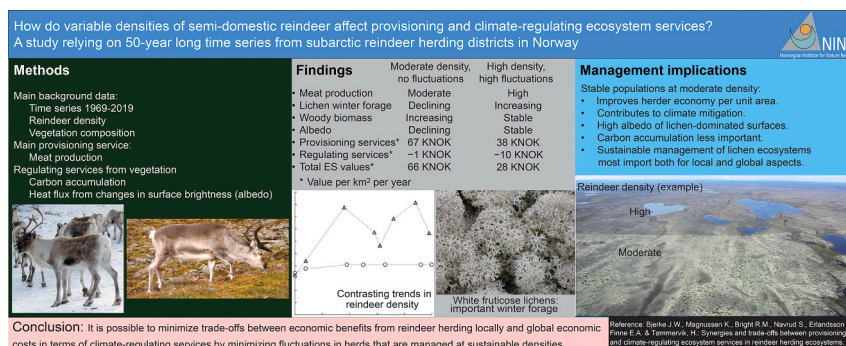 How do variable densities of semi-domestic reindeer affect provisioning and climate-regulating ecosystem services?
A study relying on 50-year long time series from subarctic reindeer herding districts in Norway
NIN
Norwegian Institute for Nature Re
Methods
Main background data:
Time series 1969-2019
Reindeer density
Vegetation composition
Main provisioning service:
Meat production
Regulating services from vegetation
Carbon accumulation
Heat flux from changes in surface brightness (albedo)
Findings
Moderate density, no fluctuations
High density, high fluctuations
• Meat production Moderate High
• Lichen winter forage Declining Increasing
• Woody biomass Increasing Stable
• Albedo Declining Stable
• Provisioning services* 67 KNOK 38 KNOK
• Regulating services* −1 KNOK −10 KNOK
• Total ES values* 66 KNOK 28 KNOK
* Value per km² per year
Contrasting trends in
reindeer density
White fruticose lichens:
important winter forage
Management implications
Stable populations at moderate density:
• Improves herder economy per unit area.
• Contributes to climate mitigation.
• High albedo of lichen-dominated surfaces.
• Carbon accumulation less important.
• Sustainable management of lichen ecosystems
most import both for local and global aspects.
Reindeer density (example)
High
Moderate
Conclusion: It is possible to minimize trade-offs between economic benefits from reindeer herding locally and global economic
costs in terms of climate-regulating services by minimizing fluctuations in herds that are managed at sustainable densities
Reference: Bjerke J.W., Magnussen K., Bright R.M., Navrud S., Erlandsson
Finne E.A. & Tømmervik, H.: Synergies and trade-offs between provisioning
and climate-regulating ecosystem services in reindeer herding ecosystems.